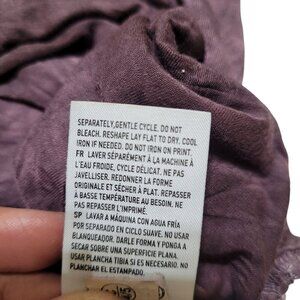 SEPARATELY,GENTLE CYCLE. DO NOT
BLEACH. RESHAPE LAY FLAT TO DRY, COOL
IRON IF NEEDED. DO NOT IRON ON PRINT.
FR LAVER SÉPARÉMENT À LA MACHINE À
L'EAU FROIDE, CYCLE DÉLICAT. NE PAS
JAVELLISER. REDONNER LA FORME
ORIGINALE ET SÉCHER À PLAT. REPASSER
À BASSE TEMPÉRATURE AU BESOIN. NE
PAS REPASSER L'IMPRIMÉ.
SP LAVAR A MÁQUINA CON AGUA FRÍA
POR SEPARADO EN CICLO SUAVE. NO USAR
BLANQUEADOR. DARLE FORMA Y PONGA A
SECAR SOBRE UNA SUPERFICIE PLANA.
USAR PLANCHA TIBIA SI ES NECESARIO. NO
PLANCHAR EL ESTAMPADO.